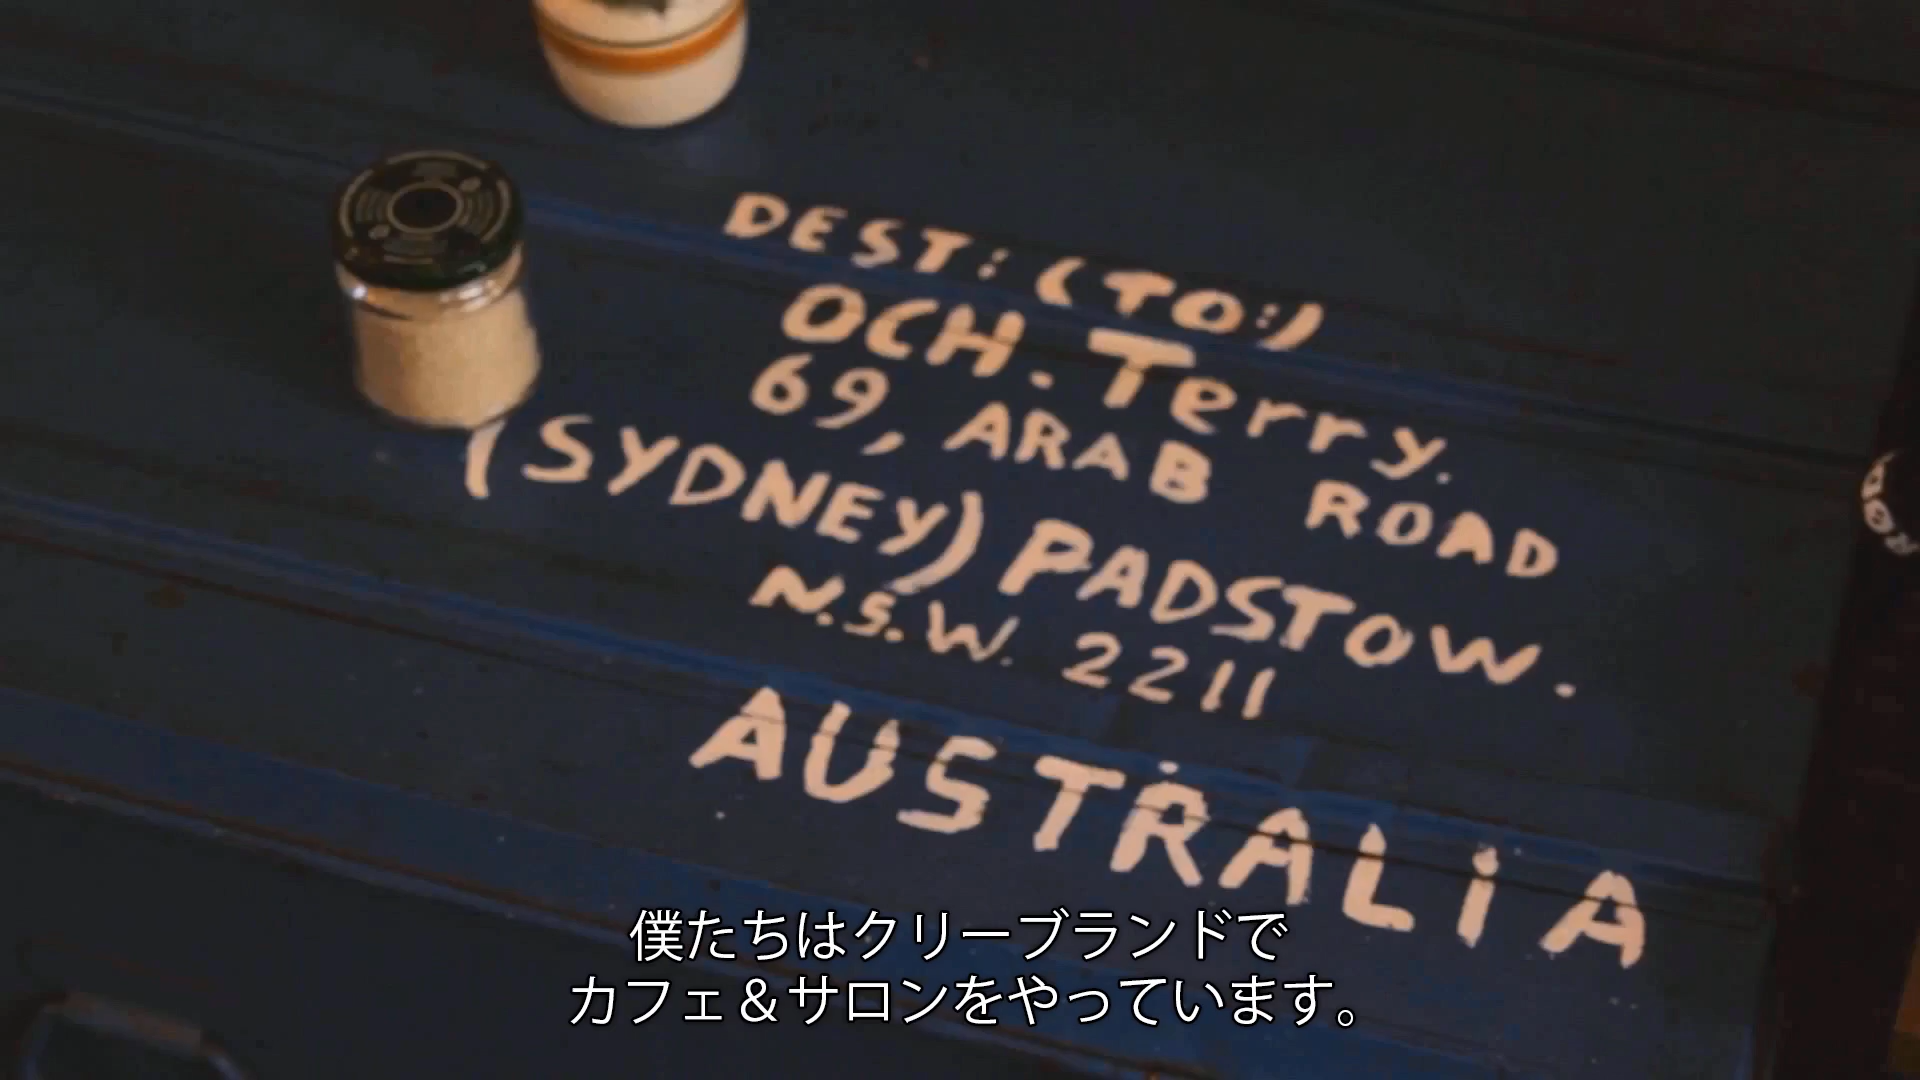 DEST: (TO:)
OCH. Terry.
69, ARAB ROAD
(SYDNEY) PADSTOW.
N.S.W. 2211
AUSTRALiA
僕たちはクリーブランドで
カフェ＆サロンをやっています。